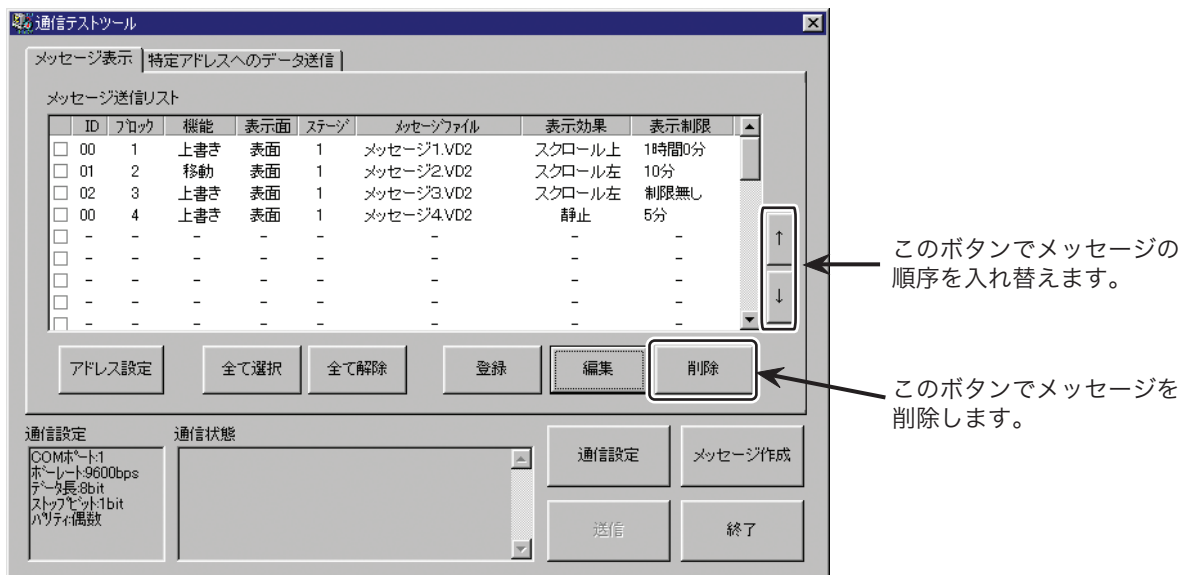 通信テストツール
メッセージ表示 特定アドレスへのデータ送信
メッセージ送信リスト
ID ブロック 機能 表示面 ステージ メッセージファイル 表示効果 表示制限
00 1 上書き 表面 1 メッセージ1.VD2 スクロール上 1時間0分
01 2 移動 表面 1 メッセージ2.VD2 スクロール左 10分
02 3 上書き 表面 1 メッセージ3.VD2 スクロール左 制限無し
00 4 上書き 表面 1 メッセージ4.VD2 静止 5分
- - - - - - - -
- - - - - - - -
- - - - - - - -
- - - - - - - -
- - - - - - - -
↑
↓
このボタンでメッセージの
順序を入れ替えます。
アドレス設定 全て選択 全て解除 登録 編集 削除
このボタンでメッセージを
削除します。
通信設定 通信状態
COMポート:1
ボーレート:9600bps
データ長:8bit
ストップビット:1bit
パリティ:偶数
通信設定 メッセージ作成
送信 終了